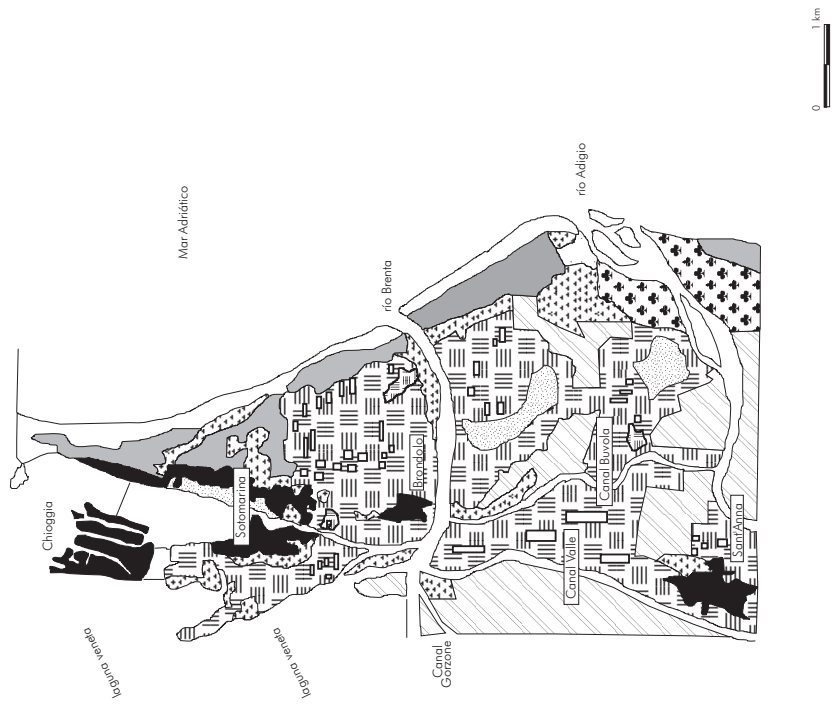 Chioggia
Mar Adriático
río Brenta
río Adigio
0 1 km
Sotomarina
Brondolo
Canal Buvola
Canal Valle
Sant'Anna
laguna veneta
laguna veneta
Canal
Gorzone